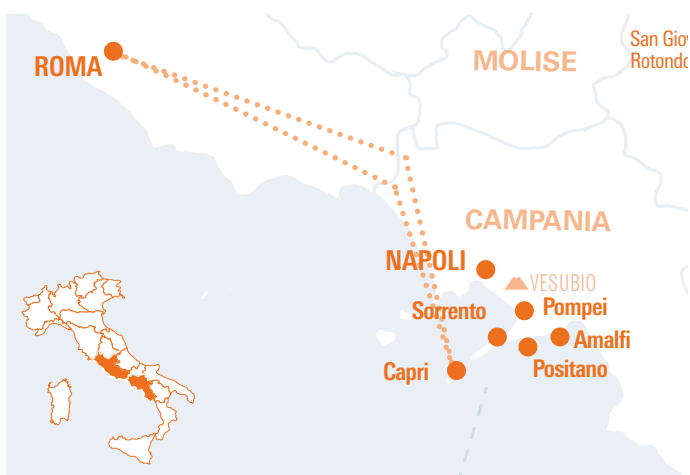 San Giov
Rotondo
MOLISE
ROMA
CAMPANIA
NAPOLI
VESUBIO
Sorrento
Pompei
Amalfi
Positano
Capri